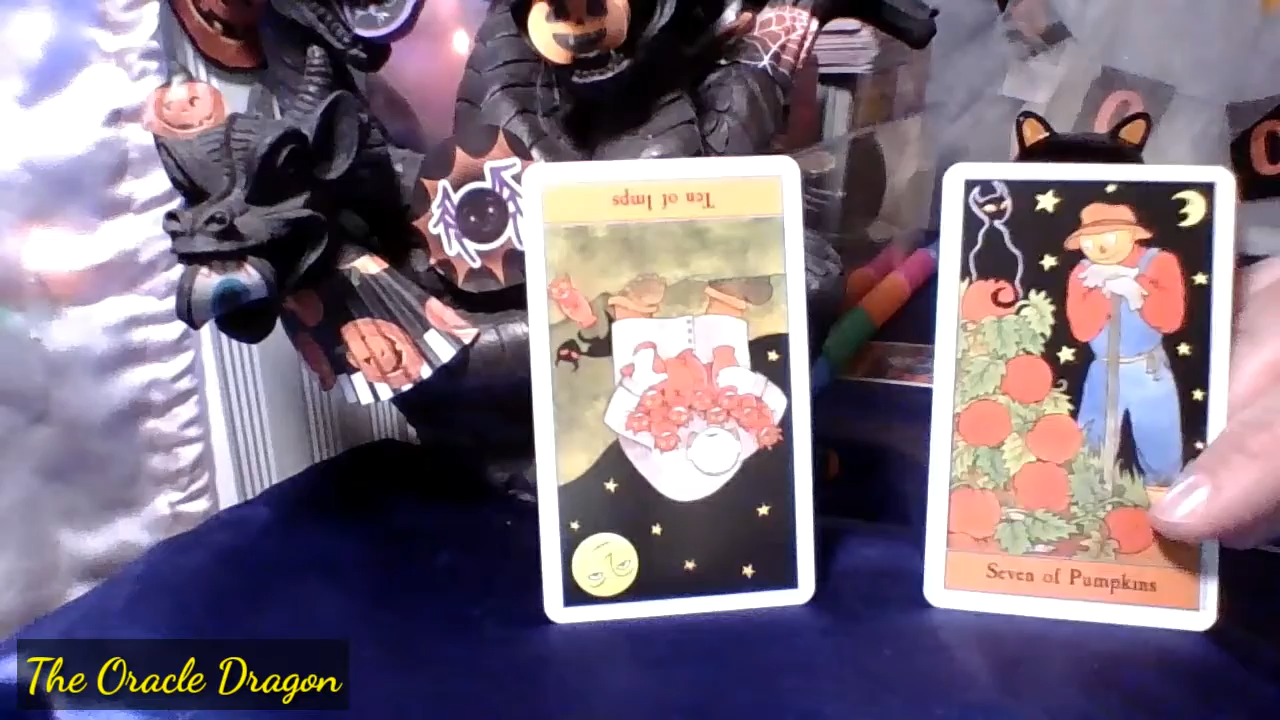 Ten of Imps
Seven of Pumpkins
The Oracle Dragon